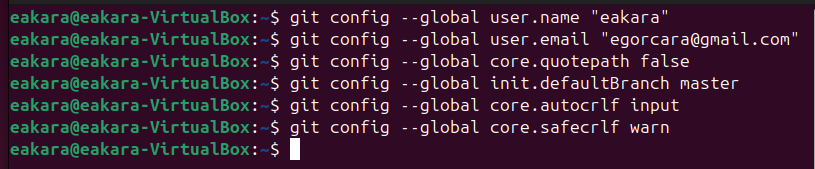 eakara@eakara-VirtualBox:~$ git config --global user.name "eakara"
eakara@eakara-VirtualBox:~$ git config --global user.email "egorcara@gmail.com"
eakara@eakara-VirtualBox:~$ git config --global core.quotepath false
eakara@eakara-VirtualBox:~$ git config --global init.defaultBranch master
eakara@eakara-VirtualBox:~$ git config --global core.autocrlf input
eakara@eakara-VirtualBox:~$ git config --global core.safecrlf warn
eakara@eakara-VirtualBox:~$